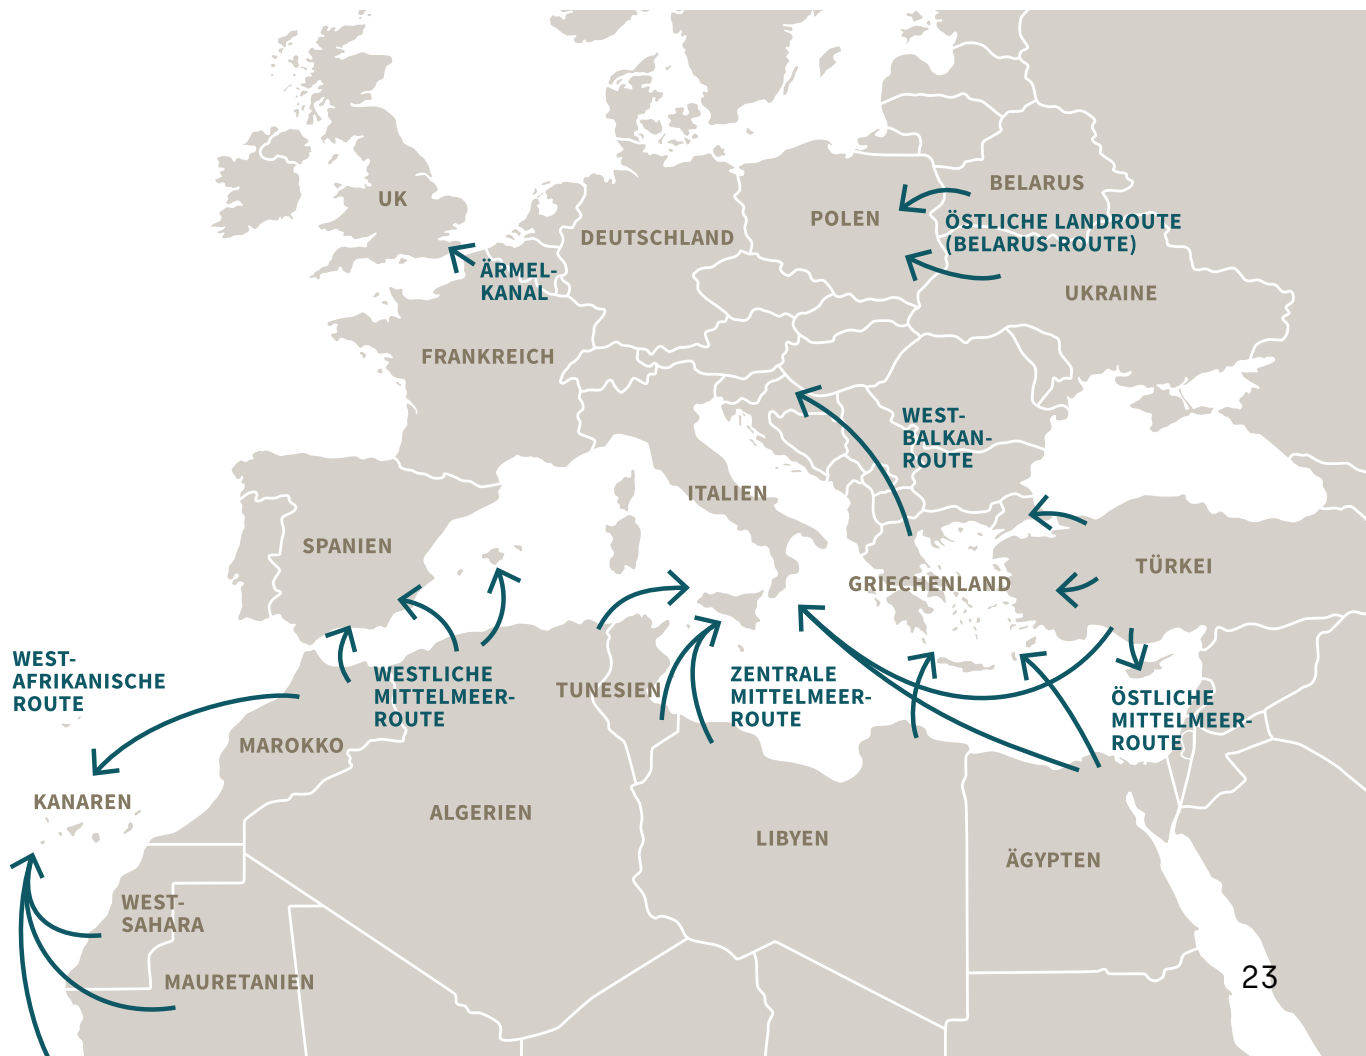 BELARUS
UK
POLEN
ÖSTLICHE LANDROUTE
(BELARUS-ROUTE)
DEUTSCHLAND
ÄRMEL-
KANAL
UKRAINE
FRANKREICH
WEST-
BALKAN-
ROUTE
ITALIEN
SPANIEN
TÜRKEI
GRIECHENLAND
WEST-
AFRIKANISCHE
ROUTE
WESTLICHE
MITTELMEER-
ROUTE
TUNESIEN
ZENTRALE
MITTELMEER-
ROUTE
ÖSTLICHE
MITTELMEER-
ROUTE
MAROKKO
KANAREN
ALGERIEN
LIBYEN
ÄGYPTEN
WEST-
SAHARA
MAURETANIEN
23